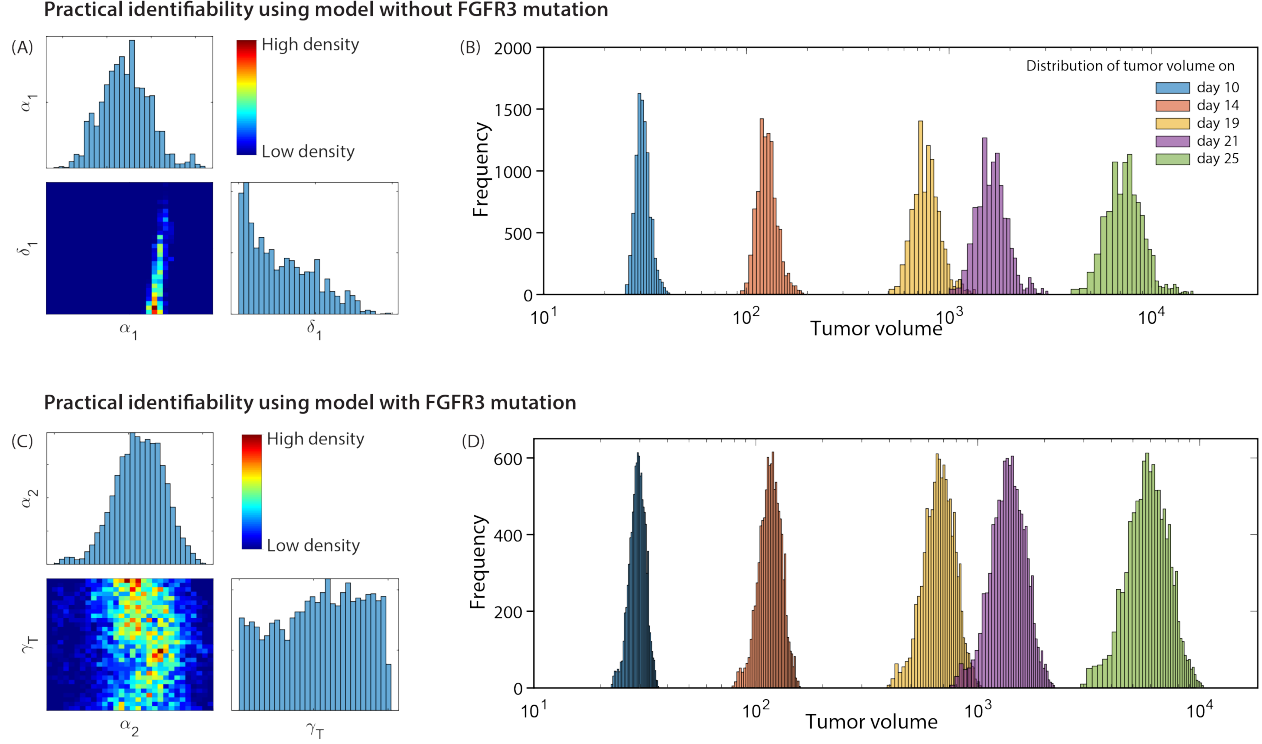 Practical identifiability using model without FGFR3 mutation
(A)
α1
High density
Low density
δ1
α1
δ1
(B)
2000
1500
1000
500
0
Frequency
Distribution of tumor volume on
day 10
day 14
day 19
day 21
day 25
10^1
10^2
10^3
10^4
Tumor volume
Practical identifiability using model with FGFR3 mutation
(C)
α2
High density
Low density
γT
α2
γT
(D)
600
400
200
0
Frequency
10^1
10^2
10^3
10^4
Tumor volume